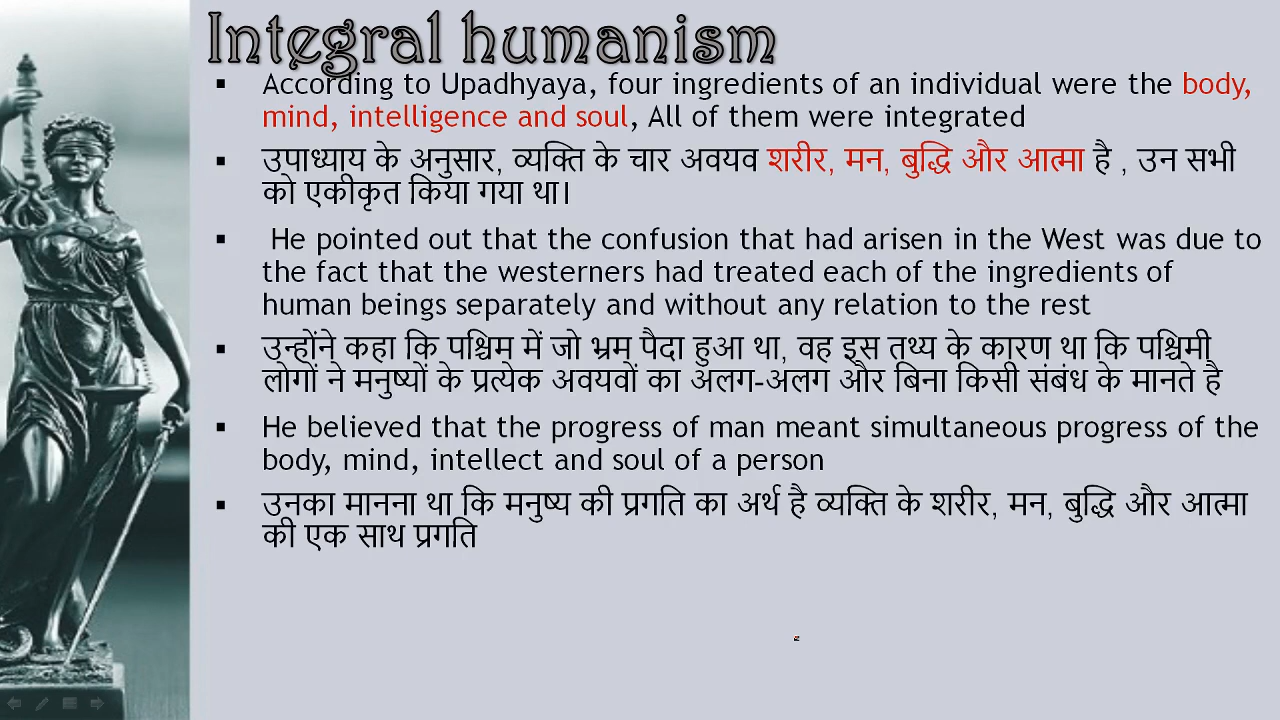 Integral humanism
▪ According to Upadhyaya, four ingredients of an individual were the body,
mind, intelligence and soul, All of them were integrated
▪ उपाध्याय के अनुसार, व्यक्ति के चार अवयव शरीर, मन, बुद्धि और आत्मा है , उन सभी
को एकीकृत किया गया था।
▪ He pointed out that the confusion that had arisen in the West was due to
the fact that the westerners had treated each of the ingredients of
human beings separately and without any relation to the rest
▪ उन्होंने कहा कि पश्चिम में जो भ्रम पैदा हुआ था, वह इस तथ्य के कारण था कि पश्चिमी
लोगों ने मनुष्यों के प्रत्येक अवयवों का अलग-अलग और बिना किसी संबंध के मानते है
▪ He believed that the progress of man meant simultaneous progress of the
body, mind, intellect and soul of a person
▪ उनका मानना था कि मनुष्य की प्रगति का अर्थ है व्यक्ति के शरीर, मन, बुद्धि और आत्मा
की एक साथ प्रगति